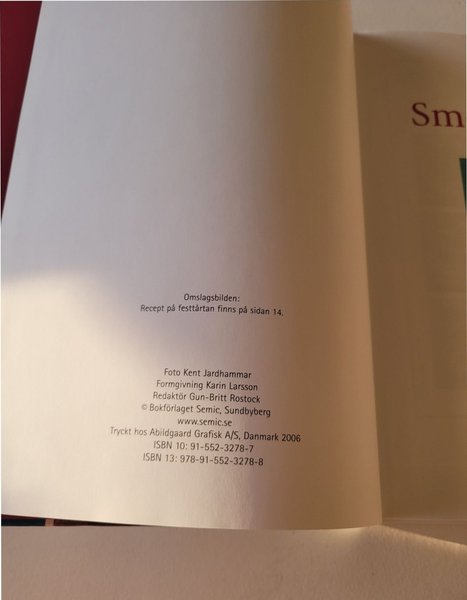 Omslagsbilden:
Recept på festtårtan finns på sidan 14.
Foto Kent Jardhammar
Formgivning Karin Larsson
Redaktör Gun-Britt Rostock
© Bokförlaget Semic, Sundbyberg
www.semic.se
Tryckt hos Abildgaard Grafisk A/S, Danmark 2006
ISBN 10: 91-552-3278-7
ISBN 13: 978-91-552-3278-8
Sm